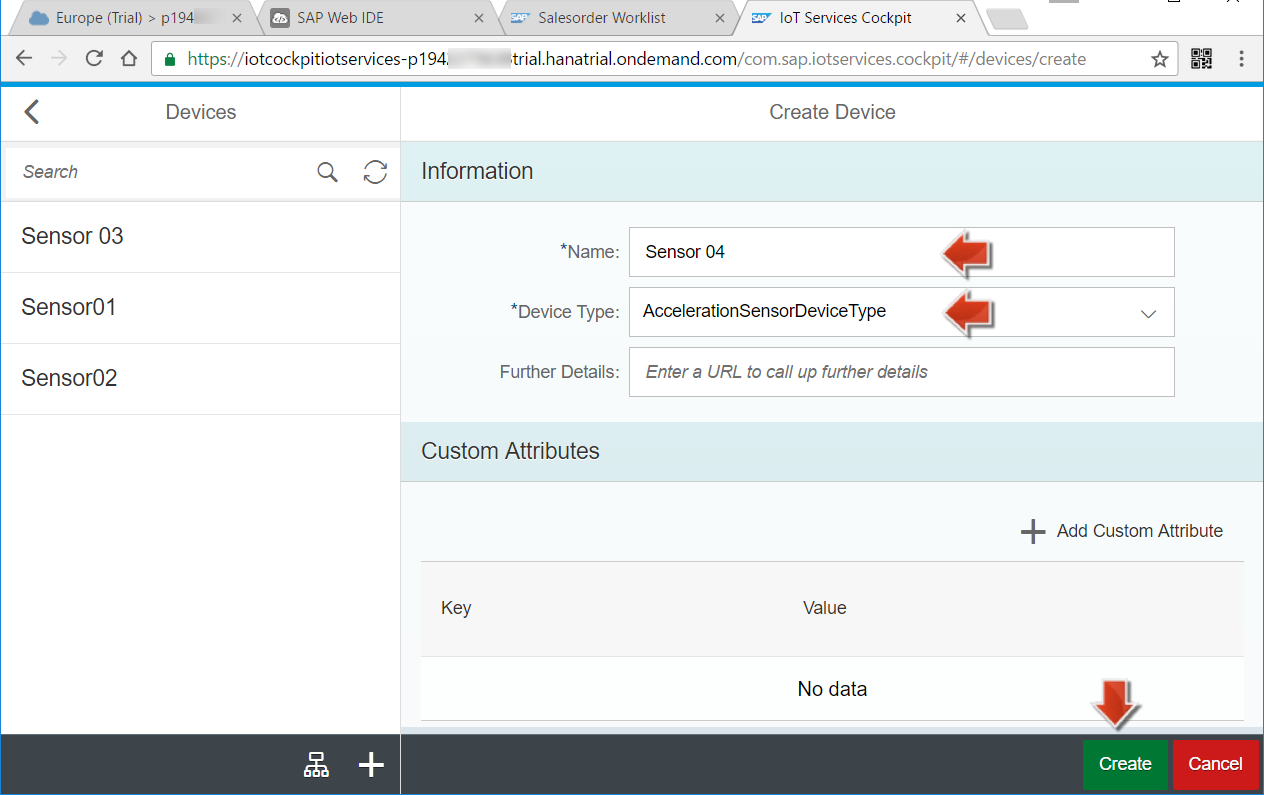 Europe (Trial) > p194
SAP Web IDE
SAP Salesorder Worklist
SAP IoT Services Cockpit
https://iotcockpitiotservices-p194 trial.hanatrial.ondemand.com/com.sap.iotservices.cockpit/#/devices/create
Devices
Create Device
Search
Information
Sensor 03
*Name: Sensor 04
Sensor01
*Device Type: AccelerationSensorDeviceType
Sensor02
Further Details: Enter a URL to call up further details
Custom Attributes
Add Custom Attribute
Key Value
No data
Create Cancel